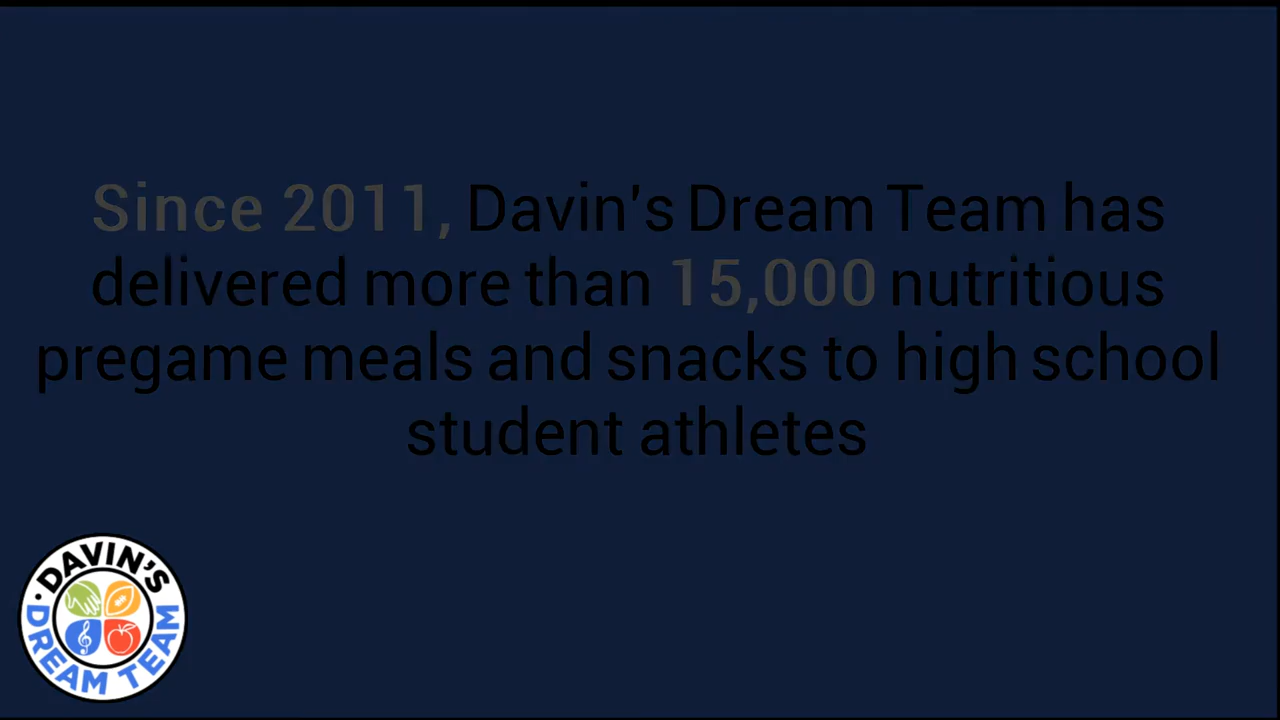 Since 2011, Davin's Dream Team has
delivered more than 15,000 nutritious
pregame meals and snacks to high school
student athletes
· DAVIN'S
DREAM TEAM